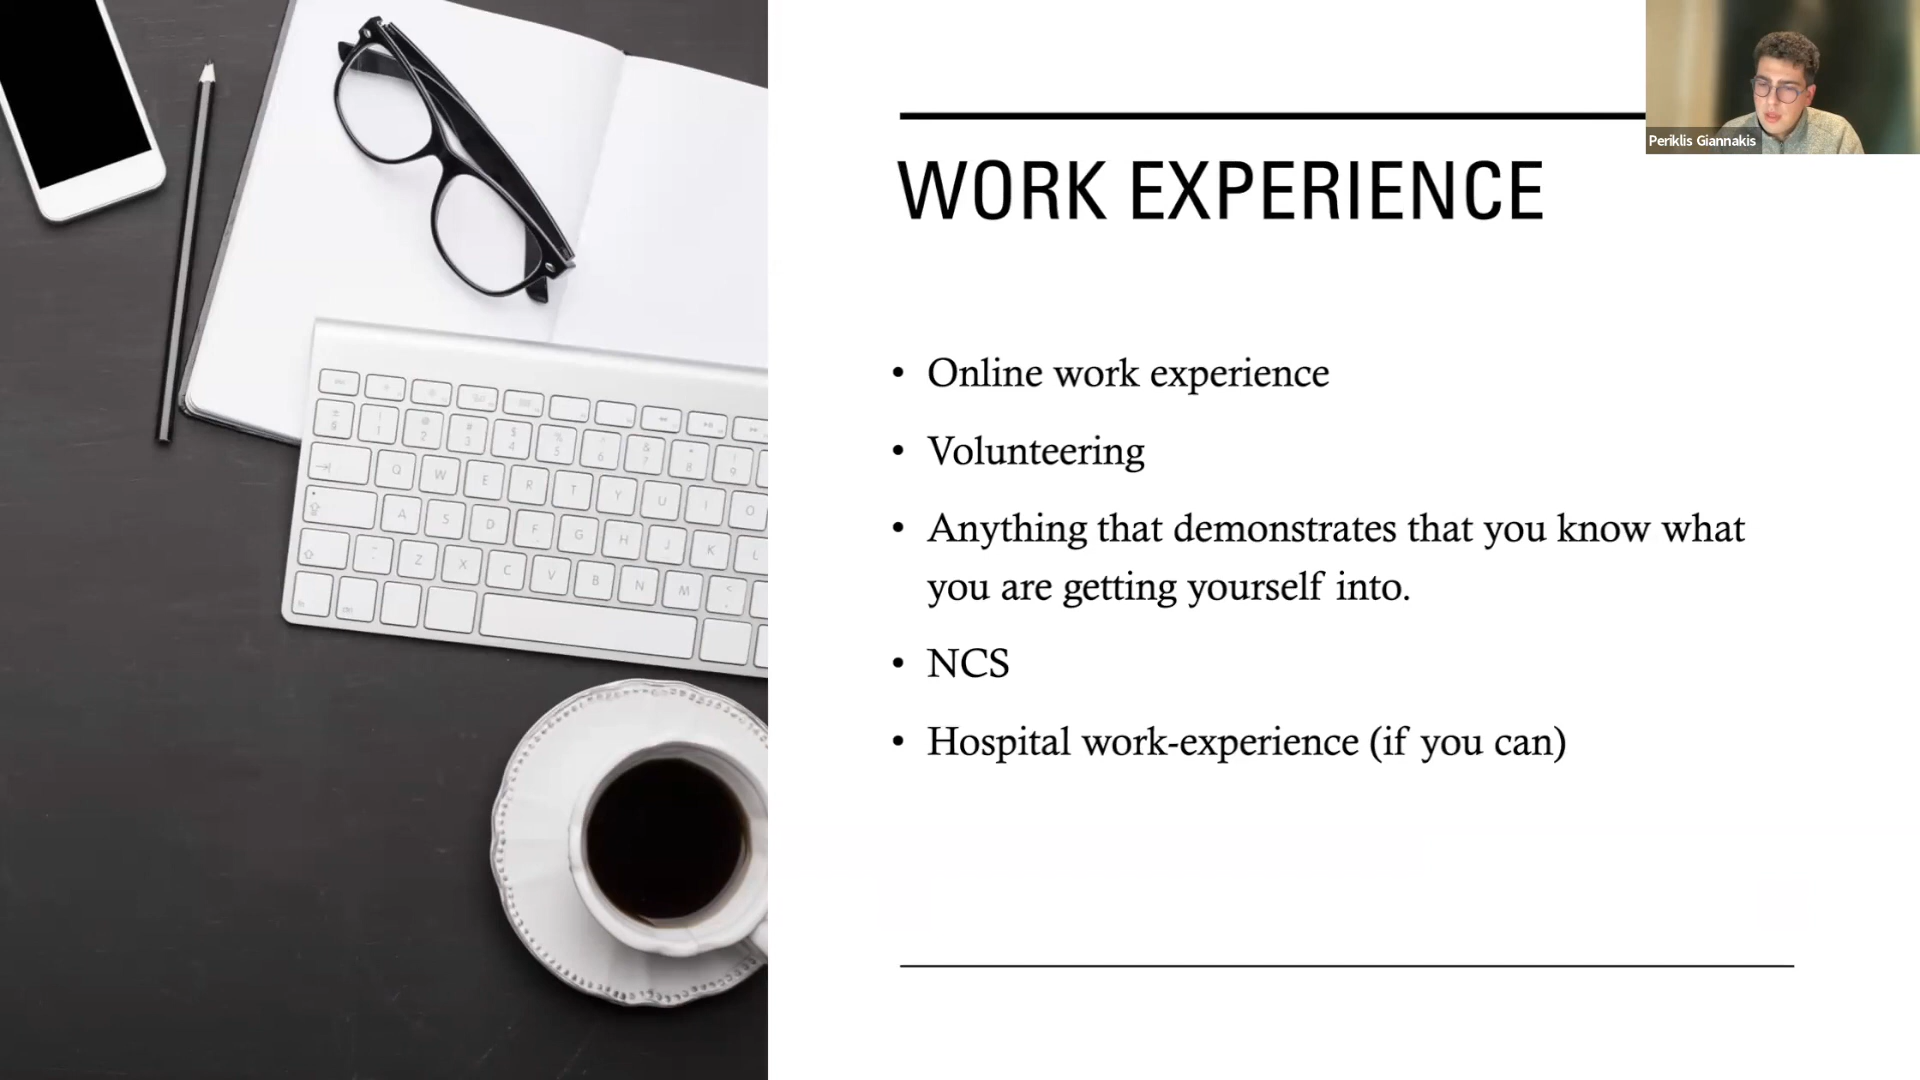 Periklis Giannakis
WORK EXPERIENCE
• Online work experience
• Volunteering
• Anything that demonstrates that you know what
you are getting yourself into.
• NCS
• Hospital work-experience (if you can)
Q W E R T Y U I O
A S D F G H J K L
Z X C V B N M